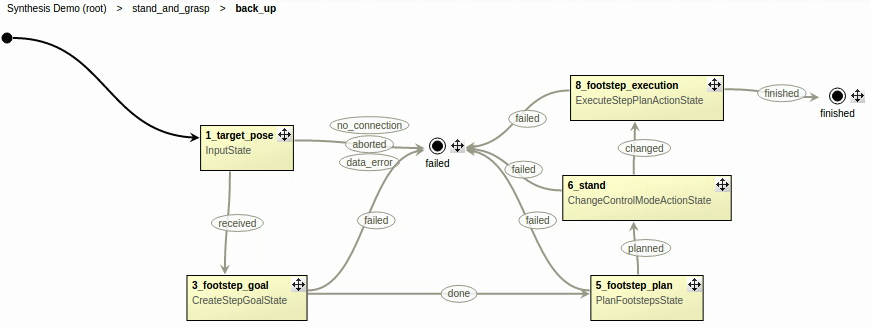 Synthesis Demo (root) > stand_and_grasp > back_up
8_footstep_execution
ExecuteStepPlanActionState
finished
finished
failed
no_connection
1_target_pose
InputState
aborted
data_error
failed
changed
failed
6_stand
ChangeControlModeActionState
received
failed
failed
planned
3_footstep_goal
CreateStepGoalState
done
5_footstep_plan
PlanFootstepsState